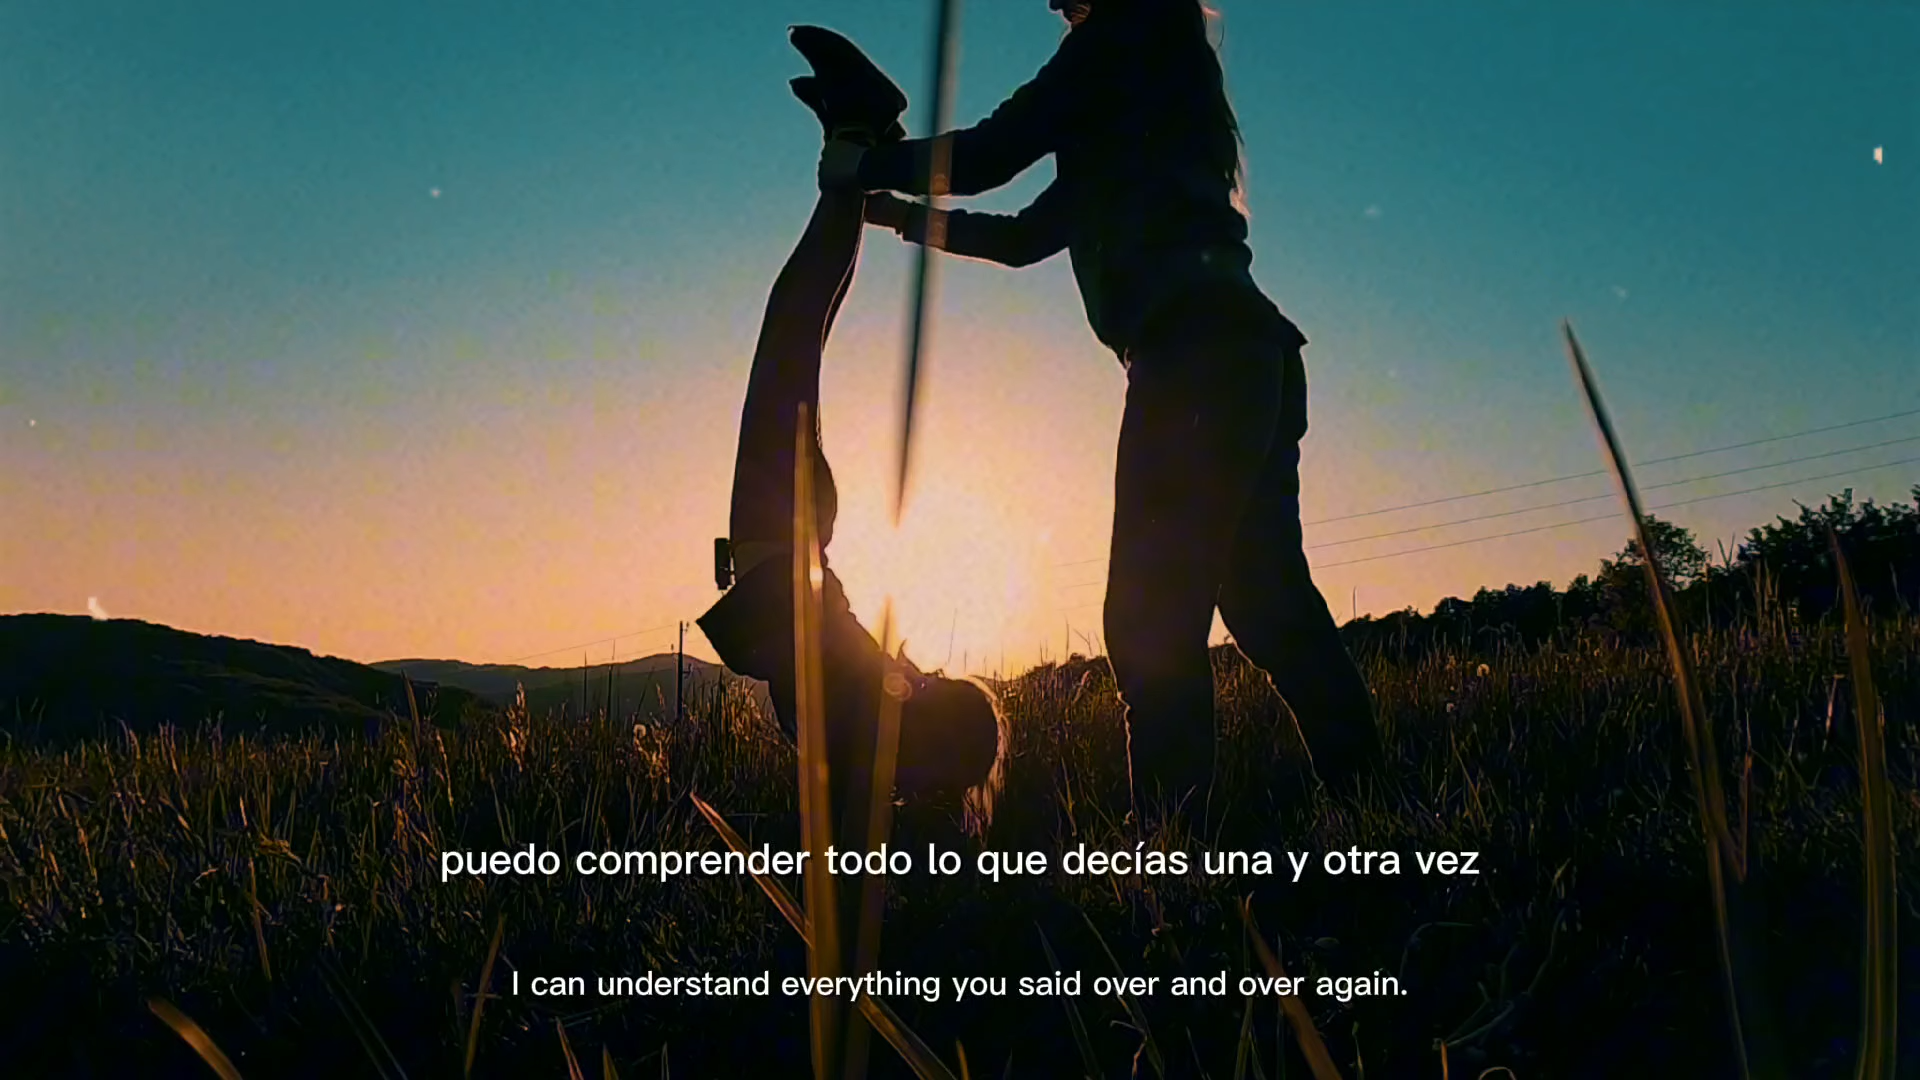 puedo comprender todo lo que decías una y otra vez
I can understand everything you said over and over again.